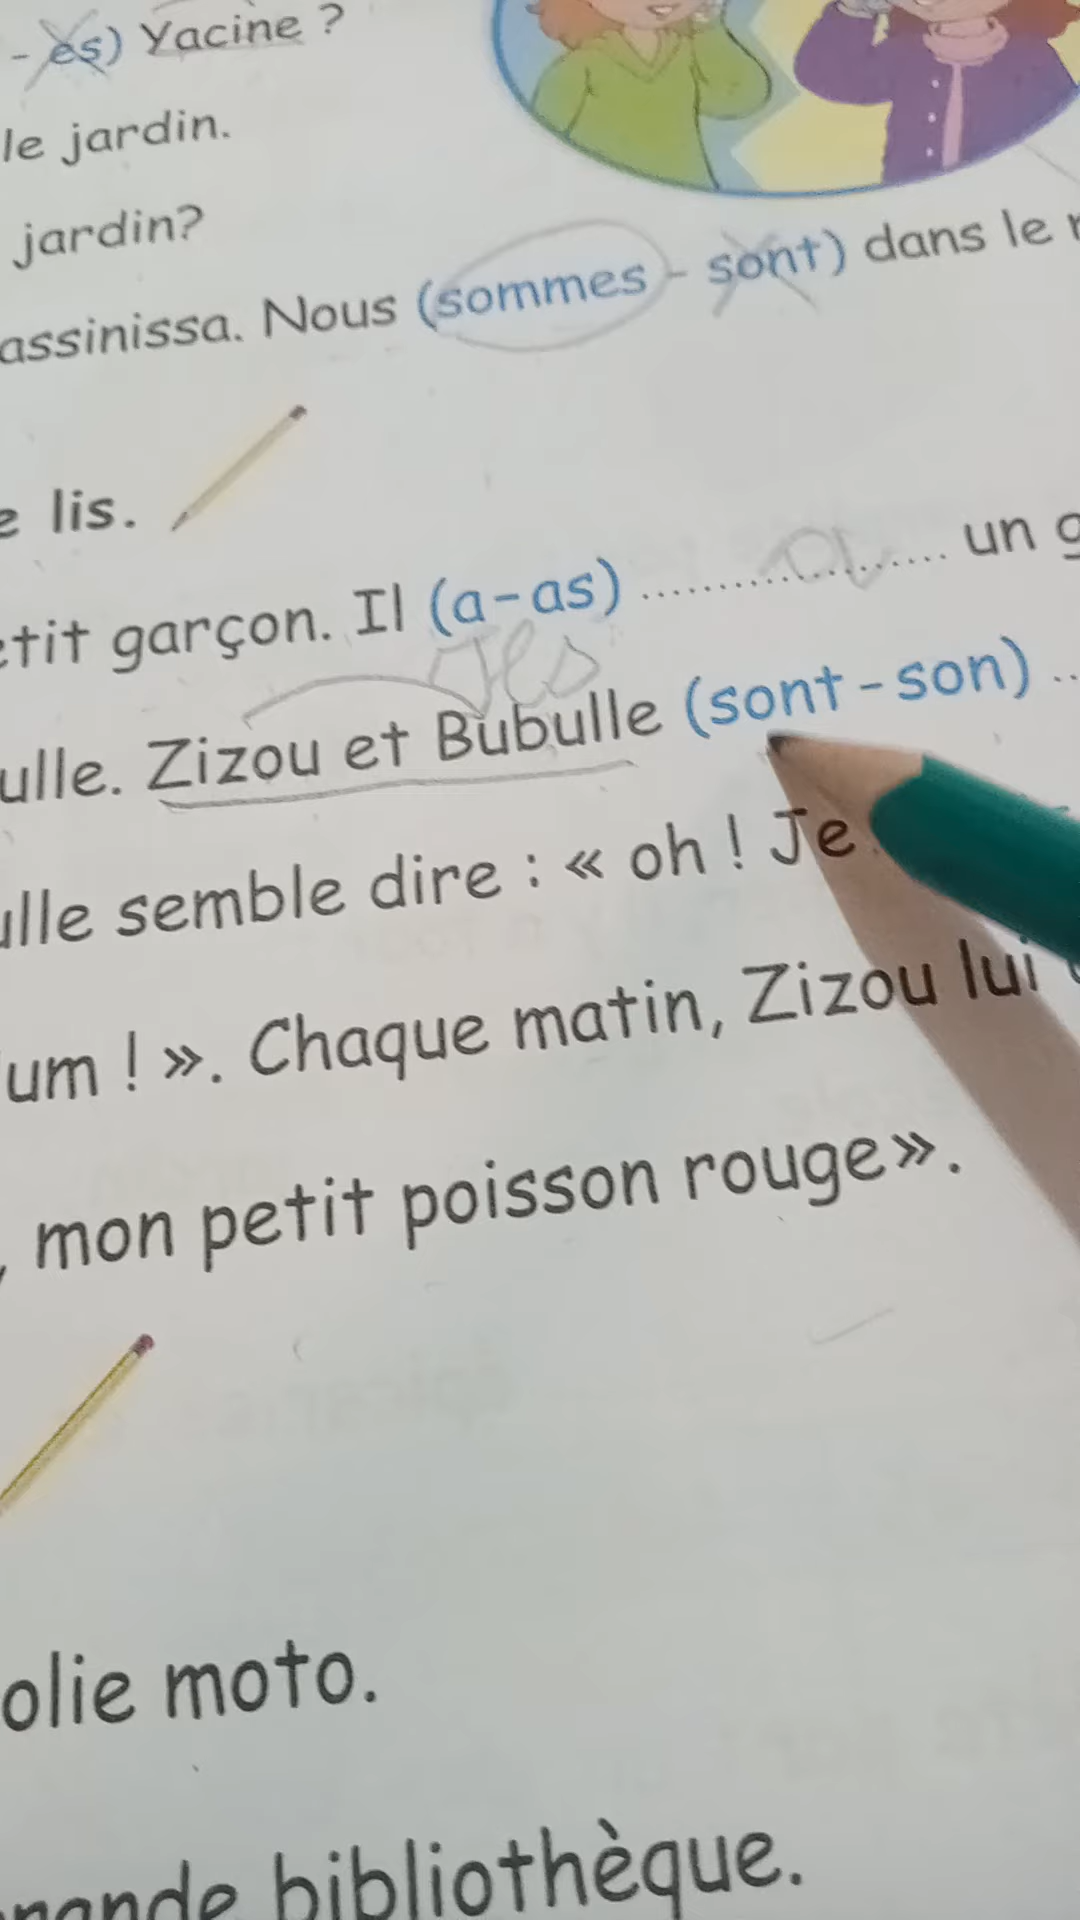 - es) Yacine ?
le jardin.
jardin?
assinissa. Nous (sommes - sont) dans le
lis.
tit garçon. Il (a-as) ........ a ........ un
ulle. Zizou et Bubulle (sont-son) ..
ulle semble dire : « oh ! Je
um ! ». Chaque matin, Zizou lui
, mon petit poisson rouge».
olie moto.
ande bibliothèque.